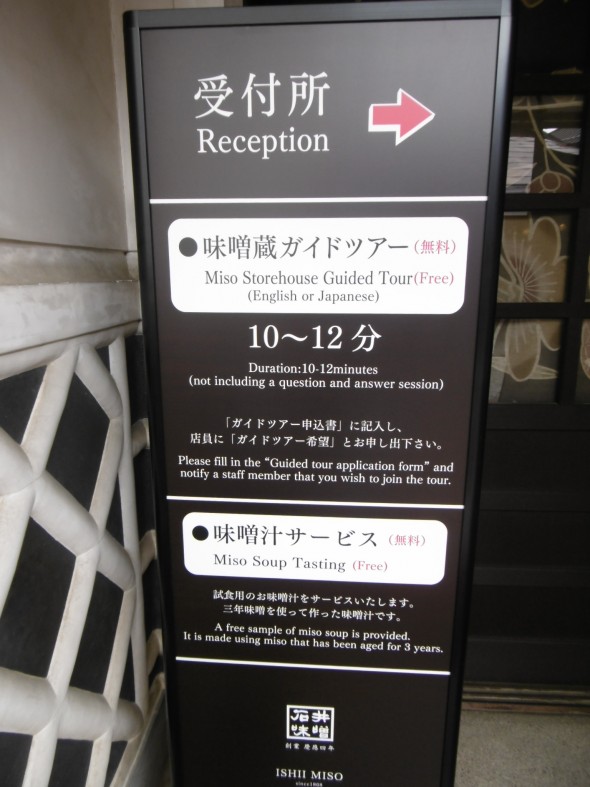 受付所
Reception
●味噌蔵ガイドツアー(無料)
Miso Storehouse Guided Tour(Free)
(English or Japanese)
10〜12分
Duration:10-12minutes
(not including a question and answer session)
「ガイドツアー申込書」に記入し、
店員に「ガイドツアー希望」とお申し出下さい。
Please fill in the “Guided tour application form” and
notify a staff member that you wish to join the tour.
●味噌汁サービス(無料)
Miso Soup Tasting (Free)
試食用のお味噌汁をサービスいたします。
三年味噌を使って作った味噌汁です。
A free sample of miso soup is provided.
It is made using miso that has been aged for 3 years.
石井
味噌
創業 慶應四年
ISHII MISO
since1868